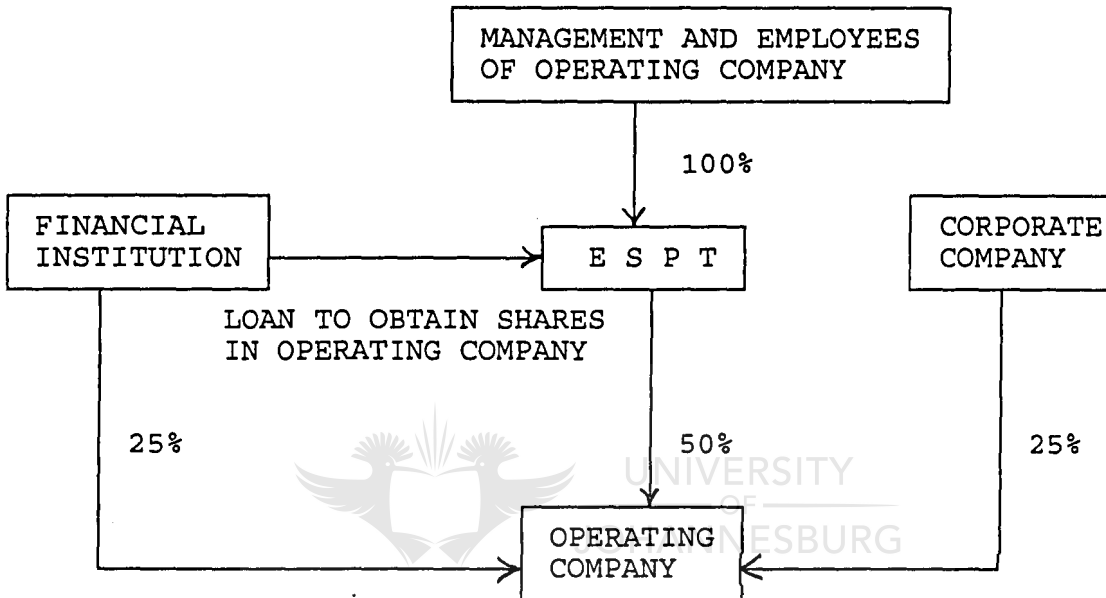 MANAGEMENT AND EMPLOYEES
OF OPERATING COMPANY
100%
FINANCIAL
INSTITUTION
E S P T
CORPORATE
COMPANY
LOAN TO OBTAIN SHARES
IN OPERATING COMPANY
25%
50%
25%
UNIVERSITY
OF
JOHANNESBURG
OPERATING
COMPANY